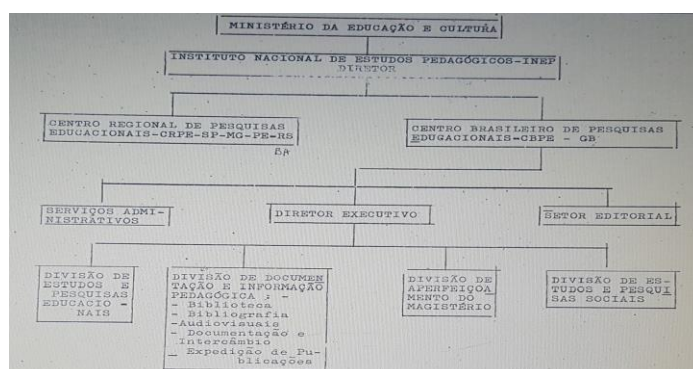 MINISTÉRIO DA EDUCAÇÃO E CULTURA
INSTITUTO NACIONAL DE ESTUDOS PEDAGÓGICOS-INEP
DIRETOR
CENTRO REGIONAL DE PESQUISAS
EDUCACIONAIS-CRPE-SP-MG-PE-RS
BA
CENTRO BRASILEIRO DE PESQUISAS
EDUCACIONAIS-CBPE - GB
SERVIÇOS ADMI-
NISTRATIVOS
DIRETOR EXECUTIVO
SETOR EDITORIAL
DIVISÃO DE
ESTUDOS E
PESQUISAS
EDUCACIO -
NAIS
DIVISÃO DE DOCUMEN
TAÇÃO E INFORMAÇÃO
PEDAGÓGICA : -
- Biblioteca
- Bibliografia
-Audiovisuais
- Documentação e
Intercâmbio
_ Expedição de Pu-
blicações
DIVISÃO DE
APERFEIÇOA
MENTO DO
MAGISTÉRIO
DIVISÃO DE ES-
TUDOS E PESQUI
SAS SOCIAIS